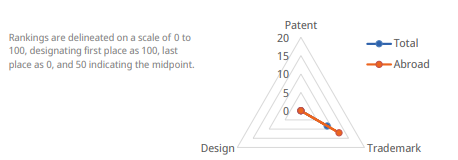 Patent
Rankings are delineated on a scale of 0 to
100, designating first place as 100, last
place as 0, and 50 indicating the midpoint.
20
15
10
5
0
Total
Abroad
Design
Trademark